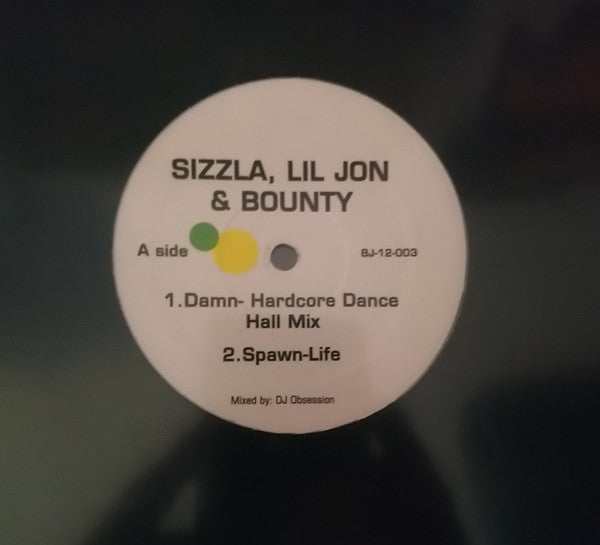 SIZZLA, LIL JON
& BOUNTY
A side
BJ-12-003
1.Damn- Hardcore Dance
Hall Mix
2.Spawn-Life
Mixed by: DJ Obsession